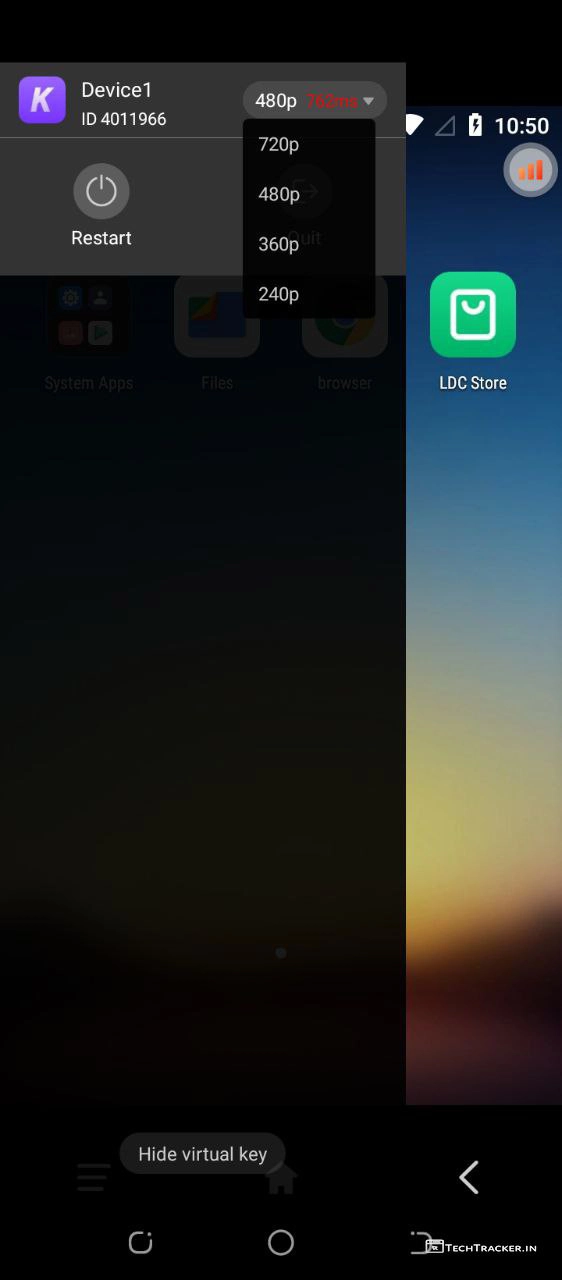 Device1
ID 4011966
480p 762ms
10:50
720p
480p
360p
240p
Restart
Quit
System Apps
Files
browser
LDC Store
Hide virtual key
TECHTRACKER.IN